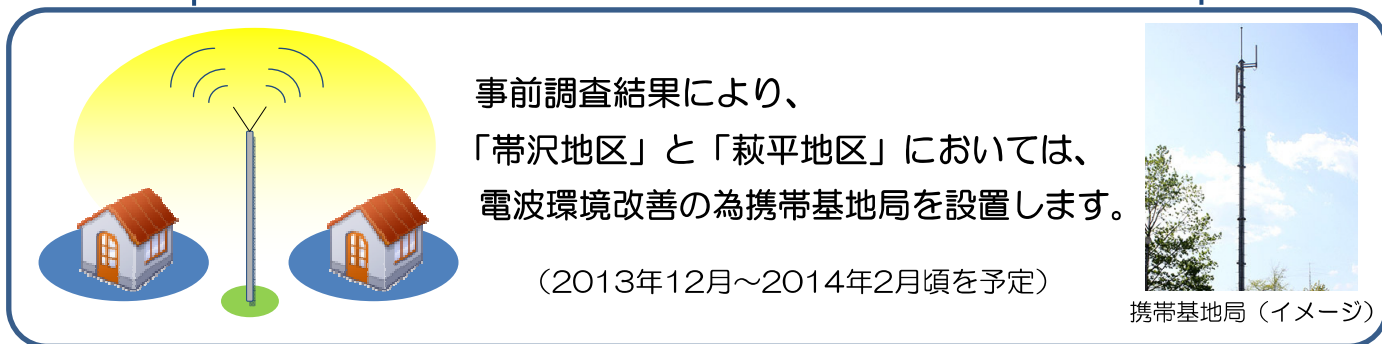 事前調査結果により、
「帯沢地区」と「萩平地区」においては、
電波環境改善の為携帯基地局を設置します。
（2013年12月～2014年2月頃を予定）
携帯基地局（イメージ）